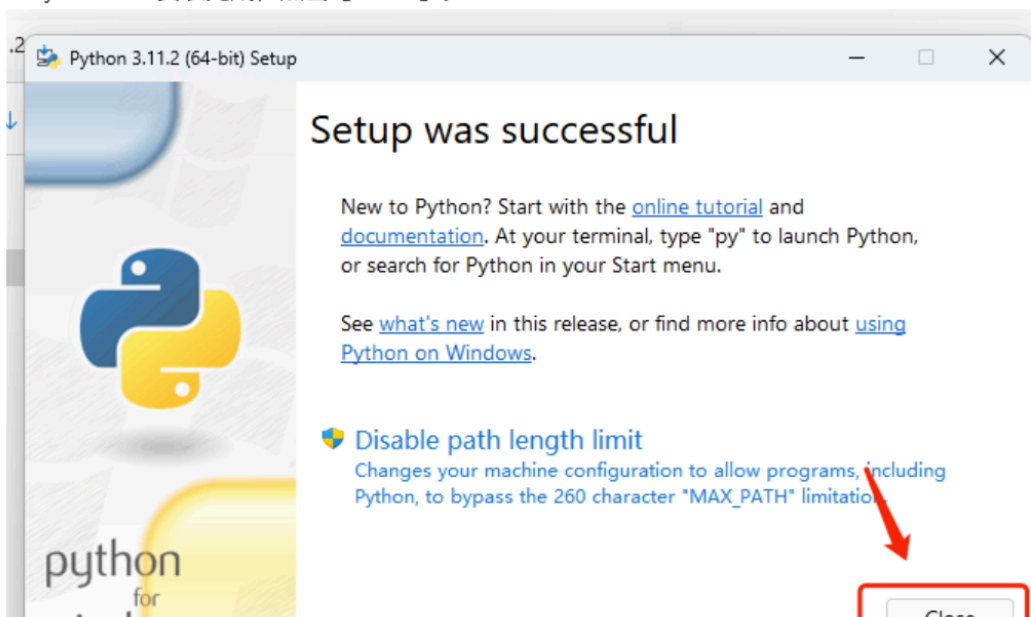 .2
Python 3.11.2 (64-bit) Setup
Setup was successful
New to Python? Start with the online tutorial and
documentation. At your terminal, type "py" to launch Python,
or search for Python in your Start menu.
See what's new in this release, or find more info about using
Python on Windows.
Disable path length limit
Changes your machine configuration to allow programs, including
Python, to bypass the 260 character "MAX_PATH" limitation.
python
for
Close